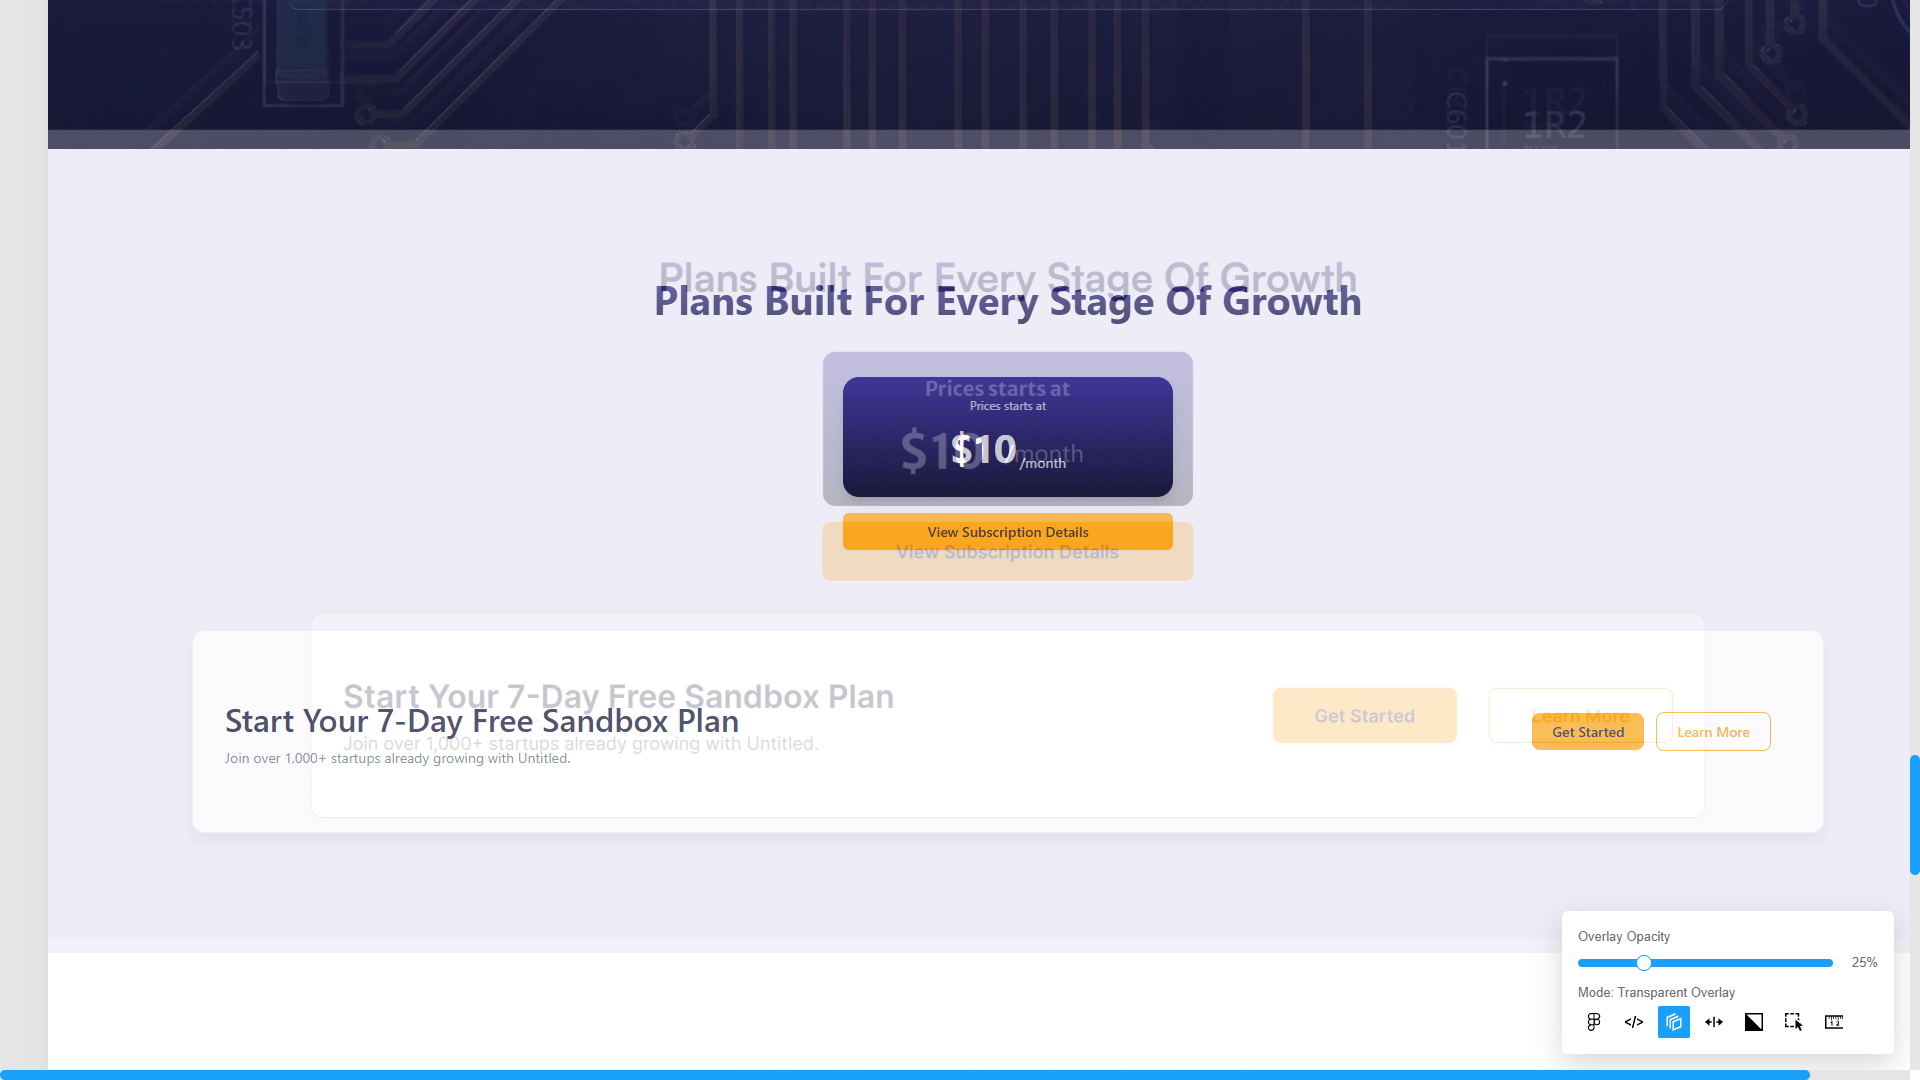 503
CG601
1R2
1R2
Plans Built For Every Stage Of Growth
Plans Built For Every Stage Of Growth
Prices starts at
Prices starts at
$10 /month
$10 /month
View Subscription Details
View Subscription Details
Start Your 7-Day Free Sandbox Plan
Start Your 7-Day Free Sandbox Plan
Join over 1,000+ startups already growing with Untitled.
Join over 1,000+ startups already growing with Untitled.
Get Started
Learn More
Get Started
Learn More
Overlay Opacity
25%
Mode: Transparent Overlay